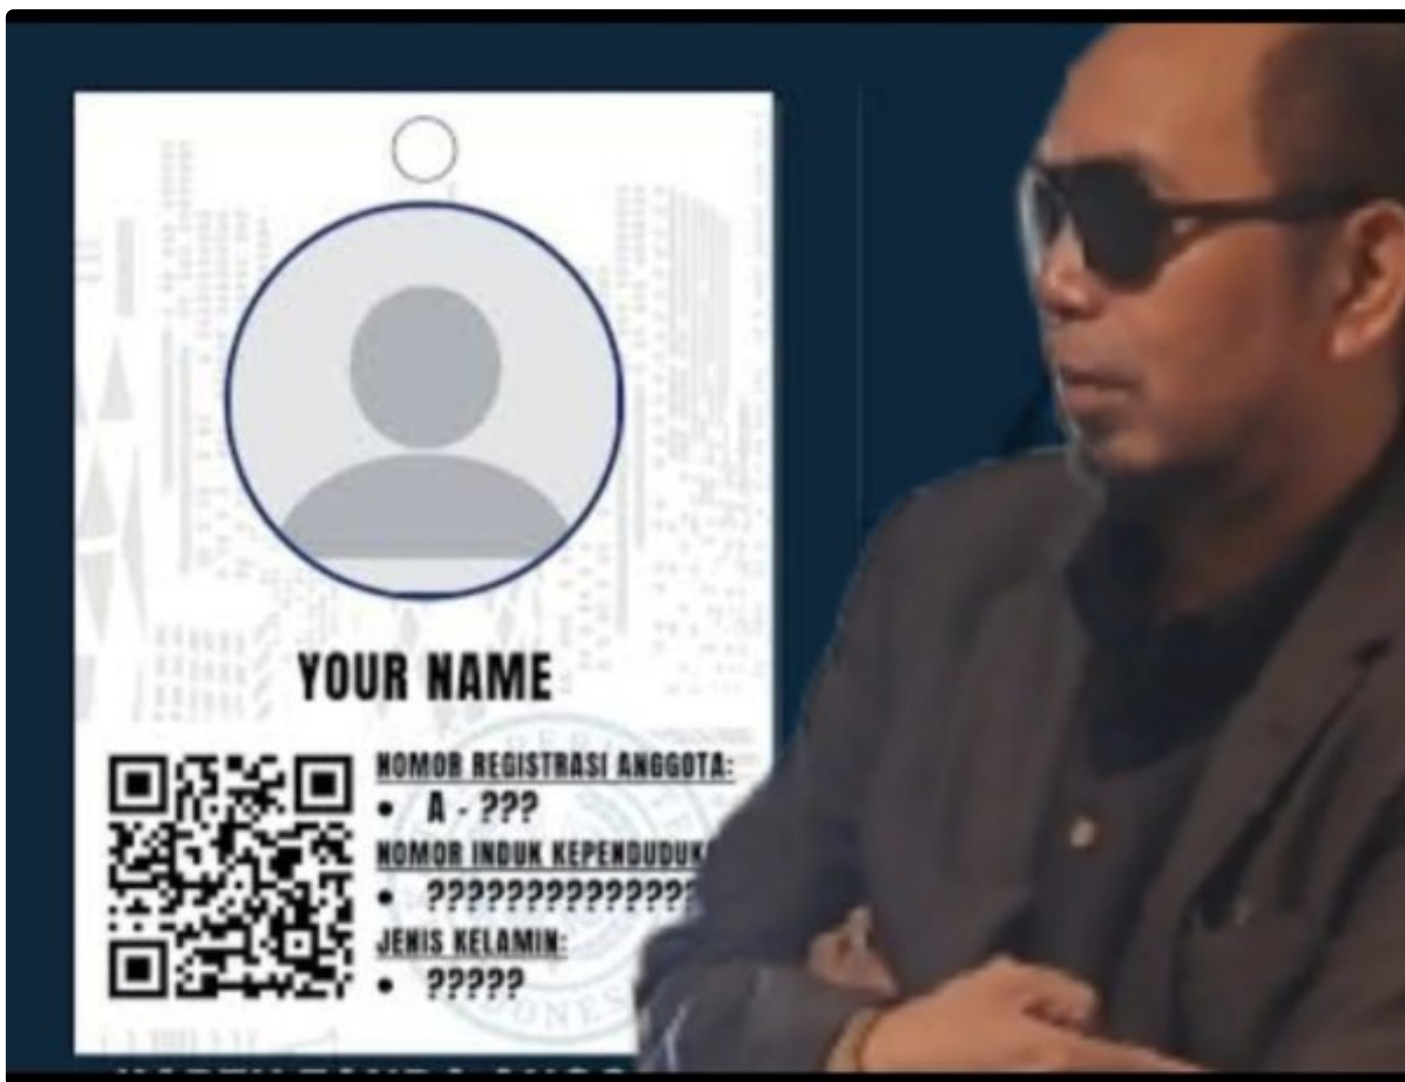 YOUR NAME
NOMOR REGISTRASI ANGGOTA:
• A - ???
NOMOR INDUK KEPENDUDUK
• ??????????????
JENIS KELAMIN:
• ?????